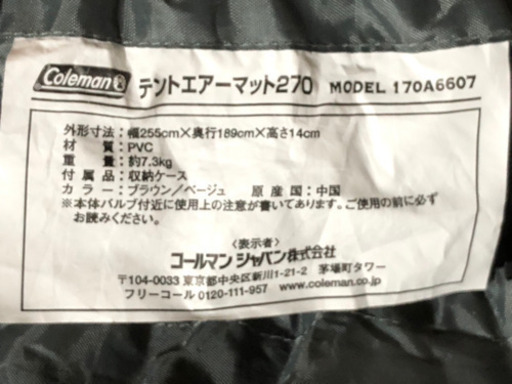 Coleman テントエアーマット270 MODEL 170A6607
外形寸法：幅255cm×奥行189cm×高さ14cm
材　　質：PVC
重　　量：約7.3kg
付 属 品：収納ケース
カ ラ ー：ブラウン／ベージュ　原 産 国：中国
※本体バルブ付近に使用上の注意が書いてあります。ご使用の前に必ず
お読みください。
〈表示者〉
コールマン ジャパン株式会社
〒104-0033 東京都中央区新川1-21-2 茅場町タワー
フリーコール 0120-111-957 www.coleman.co.jp